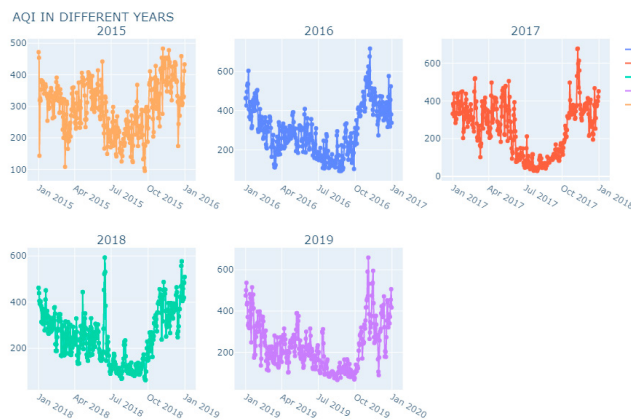 AQI IN DIFFERENT YEARS
2015
2016
2017
500
400
300
200
100
600
400
200
600
400
200
0
Jan 2015
Apr 2015
Jul 2015
Oct 2015
Jan 2016
Jan 2016
Apr 2016
Jul 2016
Oct 2016
Jan 2017
Jan 2017
Apr 2017
Jul 2017
Oct 2017
Jan 2018
2018
2019
600
400
200
600
400
200
Jan 2018
Apr 2018
Jul 2018
Oct 2018
Jan 2019
Jan 2019
Apr 2019
Jul 2019
Oct 2019
Jan 2020